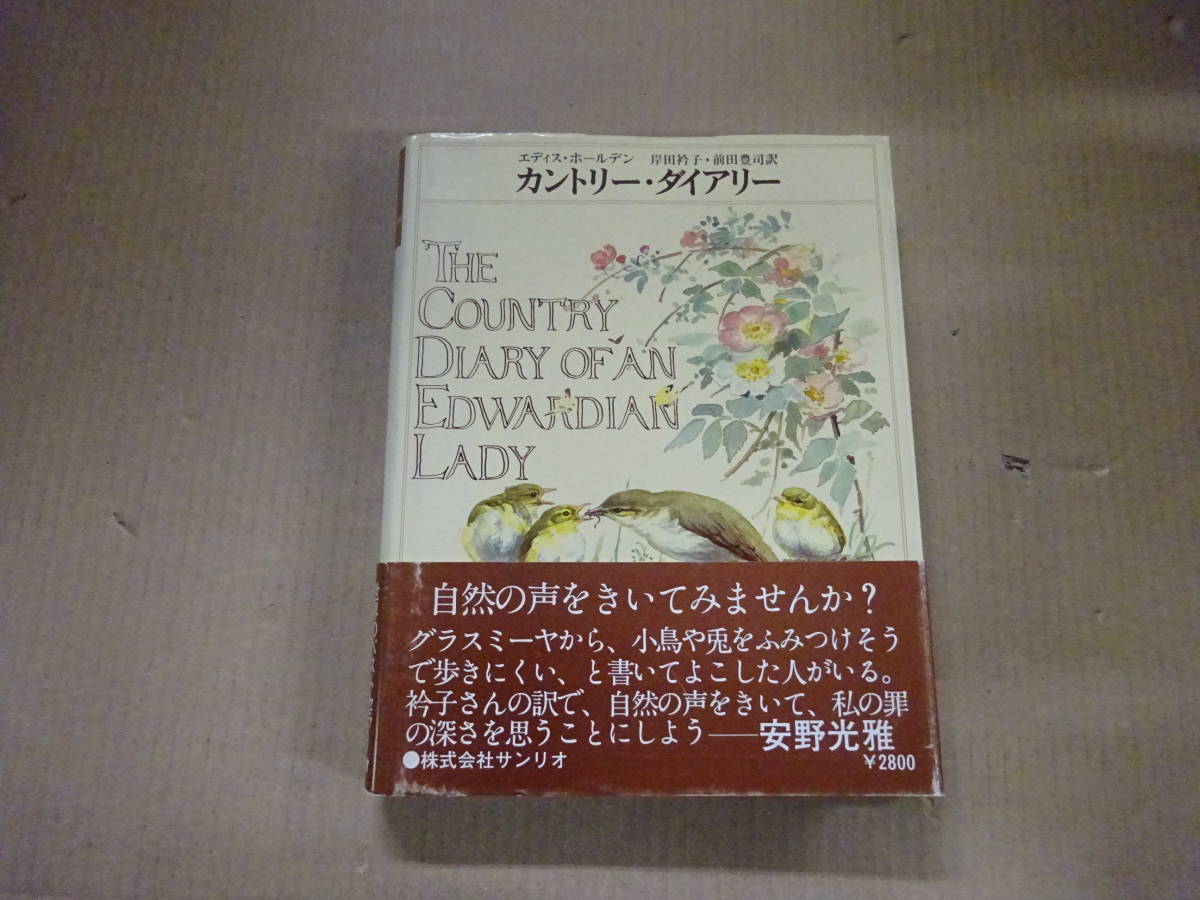 エディス・ホールデン 岸田衿子・前田豊司訳
カントリー・ダイアリー
THE
COUNTRY
DIARY OF AN
EDWARDIAN
LADY
自然の声をきいてみませんか？
グラスミーヤから、小鳥や兎をふみつけそう
で歩きにくい、と書いてよこした人がいる。
衿子さんの訳で、自然の声をきいて、私の罪
の深さを思うことにしよう——安野光雅
●株式会社サンリオ ¥2800